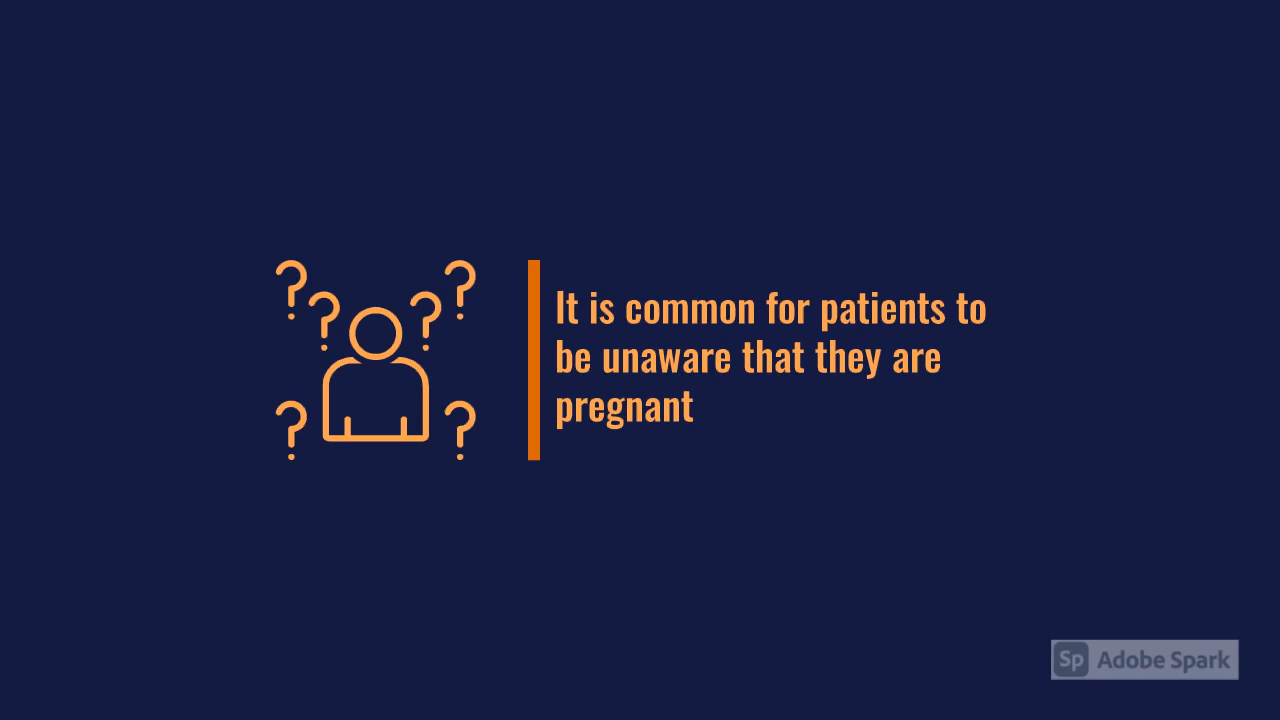 It is common for patients to
be unaware that they are
pregnant
Sp Adobe Spark